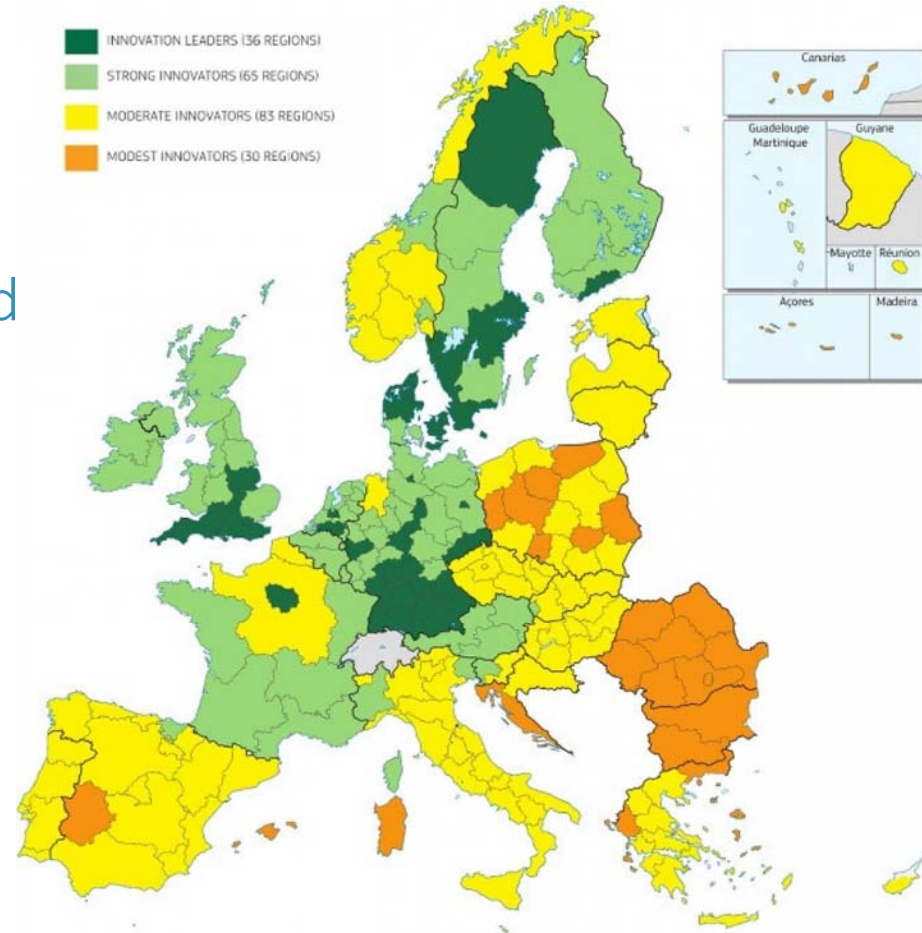 INNOVATION LEADERS (36 REGIONS)
STRONG INNOVATORS (65 REGIONS)
MODERATE INNOVATORS (83 REGIONS)
MODEST INNOVATORS (30 REGIONS)
d
Canarias
Guadeloupe
Martinique
Guyane
Mayotte
Réunion
Açores
Madeira